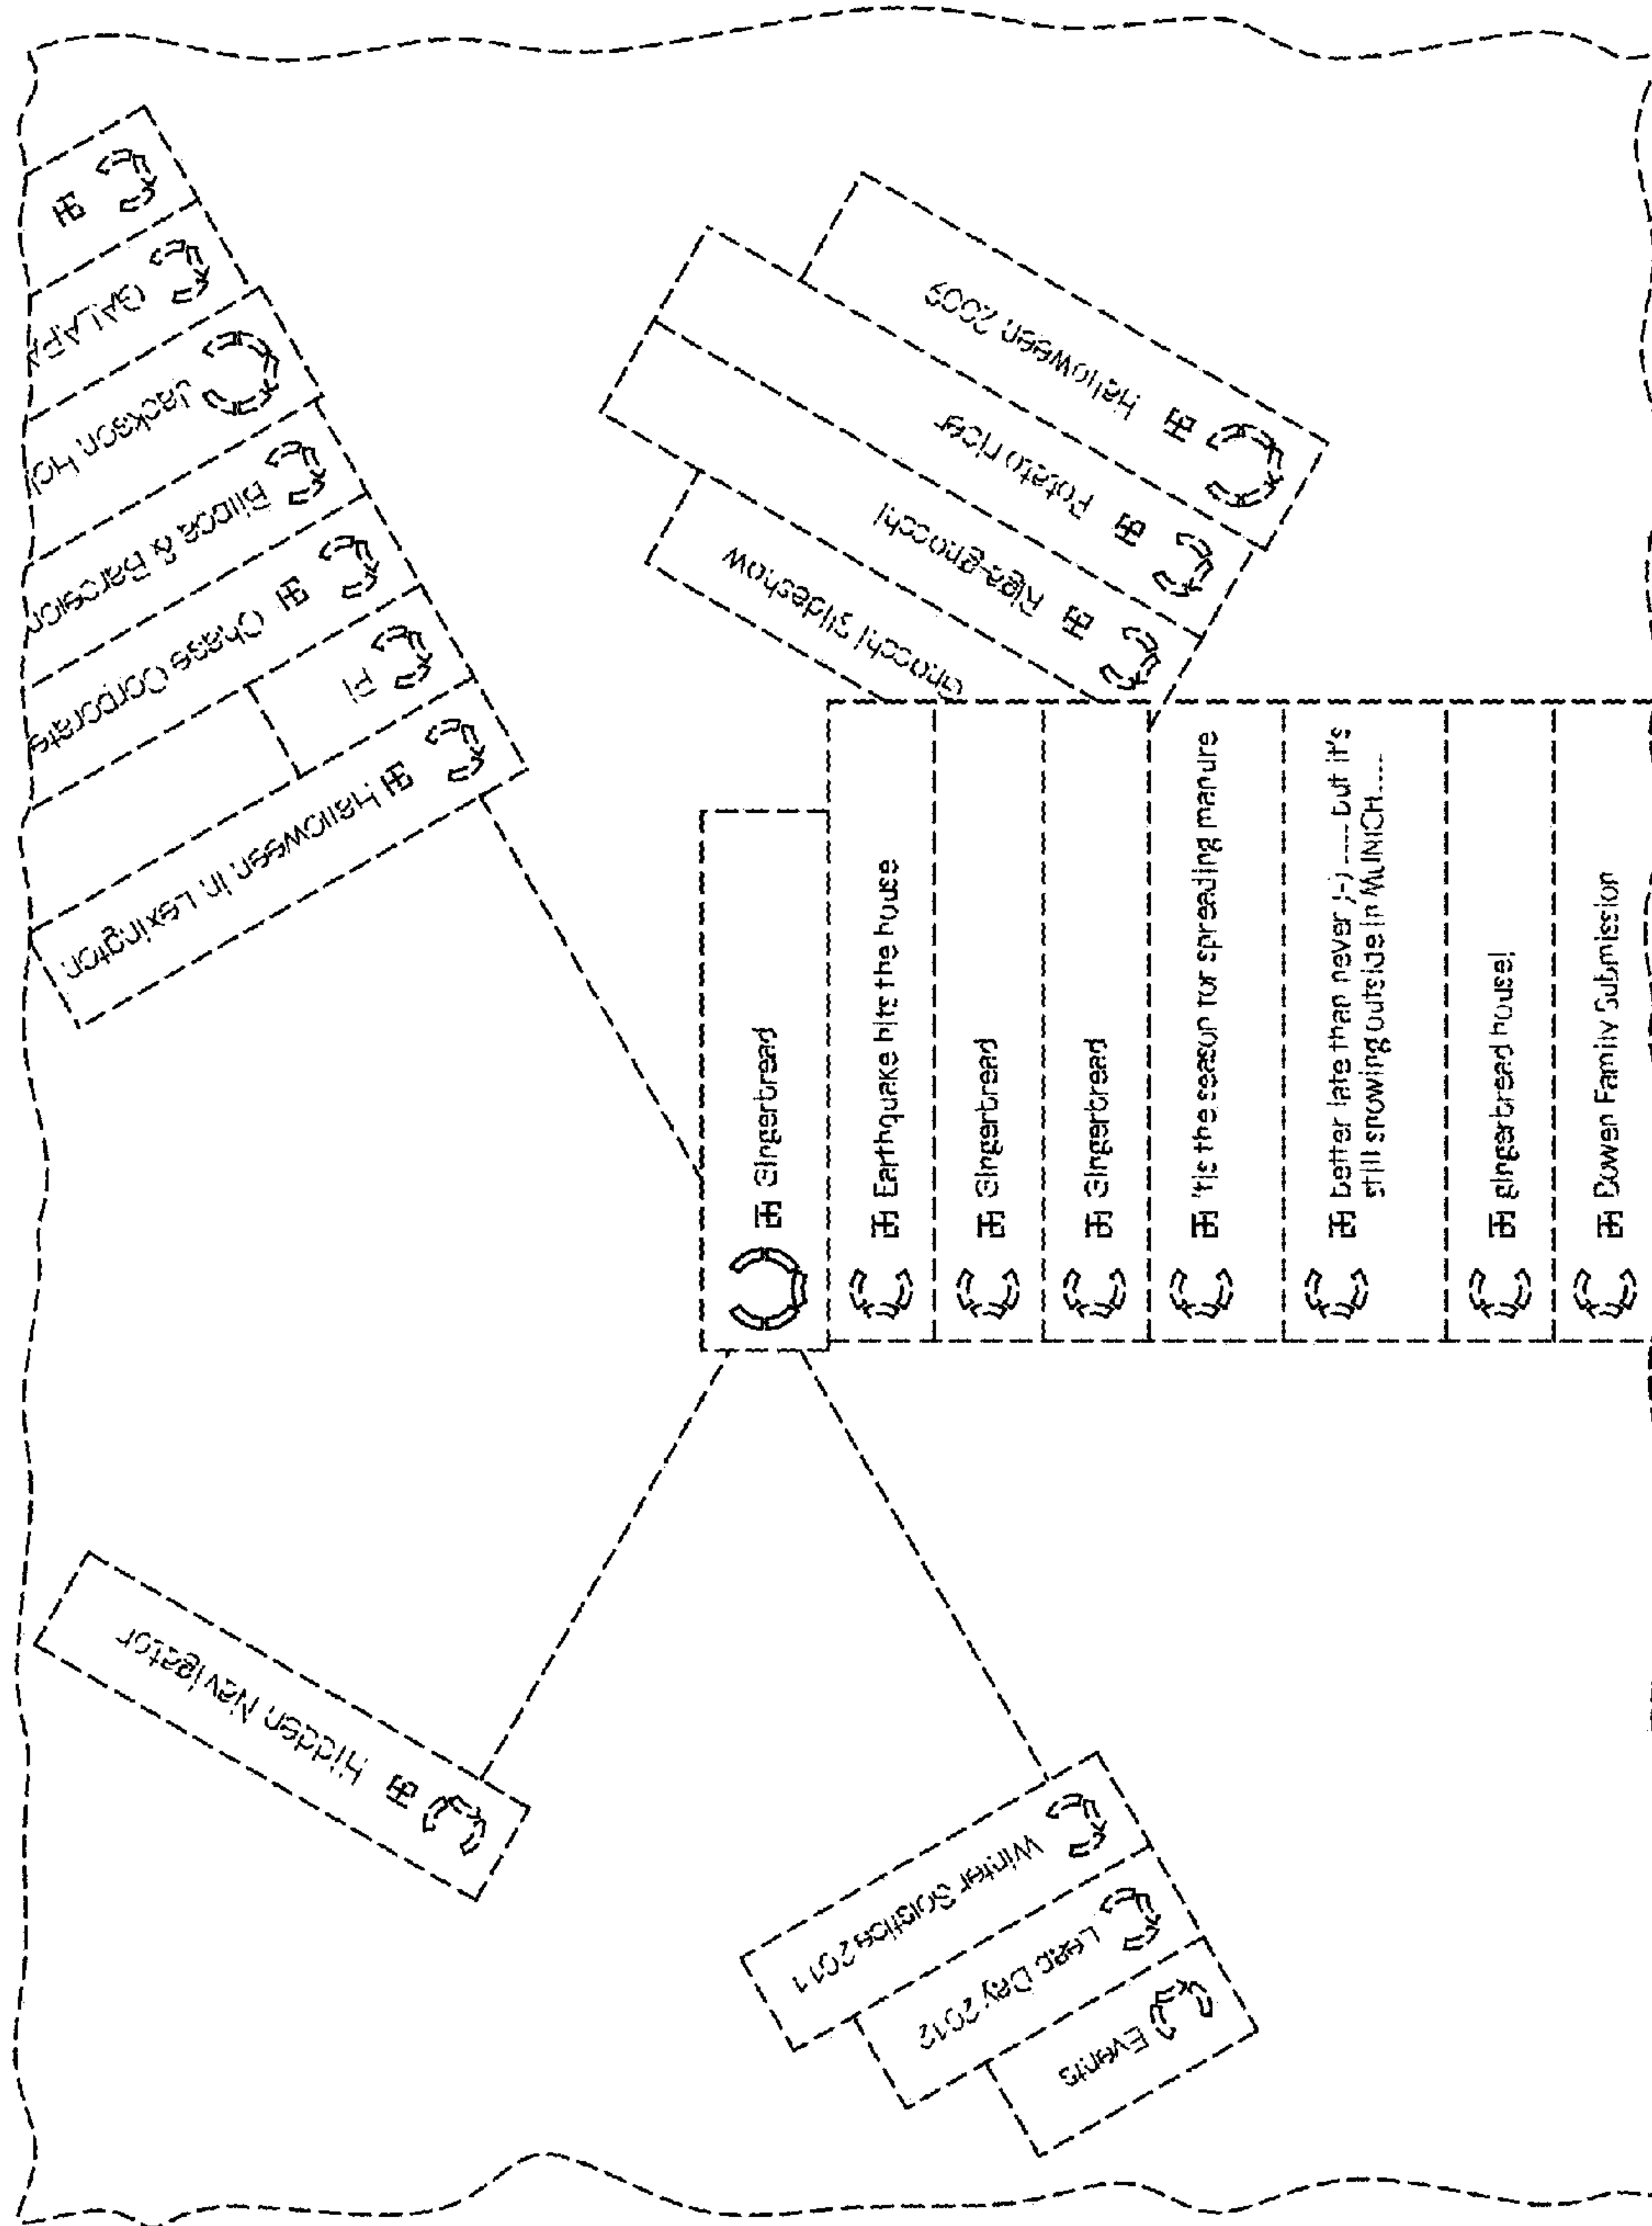 GALAPA
Jackson Hol
Bilboa & Barcelon
Chase Corporate
Pi
Halloween in Lexington
Halloween 2009
Potato ricer
Riga-gnocchi
Gnocchi slideshow
Gingerbread
Earthquake hits the house
Gingerbread
Gingerbread
'tis the season for spreading manure
better late than never ;-) ---- but it's
still snowing outside in MUNICH....
gingerbread house!
Bowen Family Submission
Hidden Navigator
Winter Solstice 2011
Leap Day 2012
Events